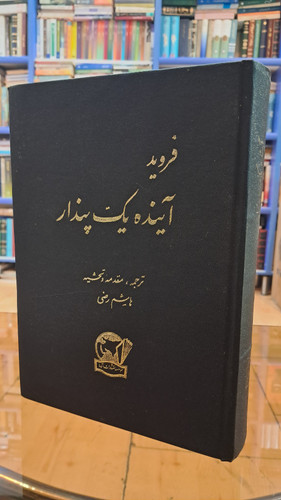 فروید
آینده یک پندار
ترجمه، مقدمه و تحشیه
هاشم رضی